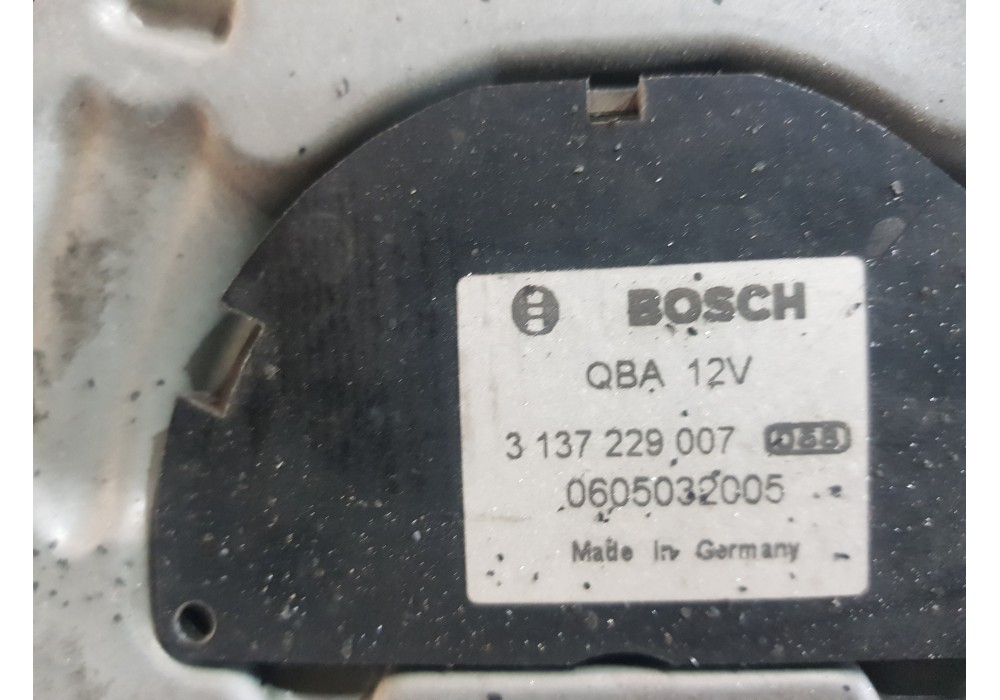 BOSCH
QBA 12V
3 137 229 007
0605032005
Made in Germany